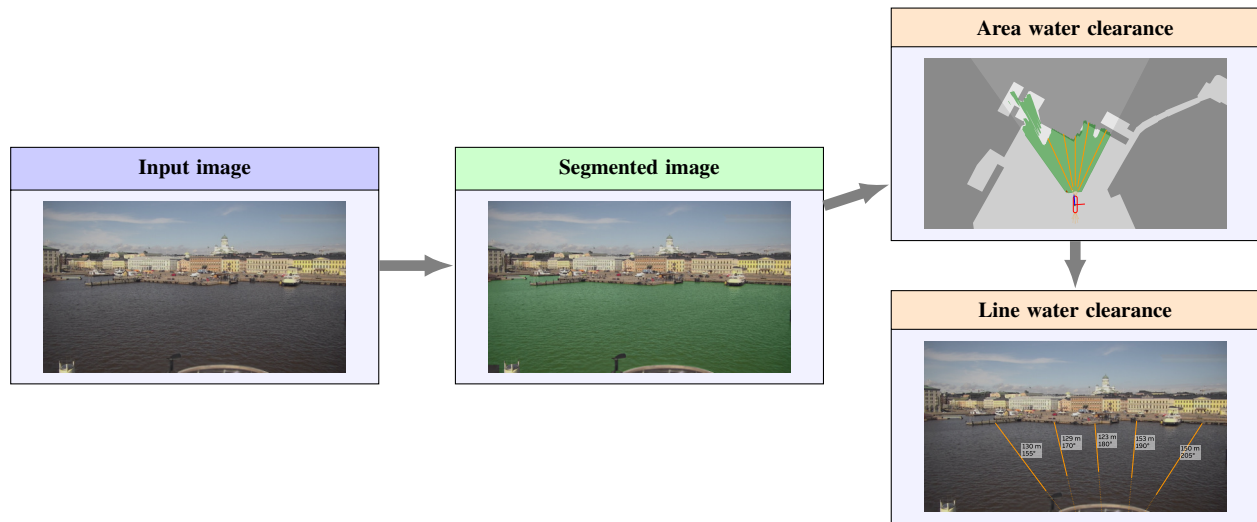 Input image
Segmented image
Area water clearance
Line water clearance
130 m
155°
129 m
170°
123 m
180°
153 m
190°
150 m
205°